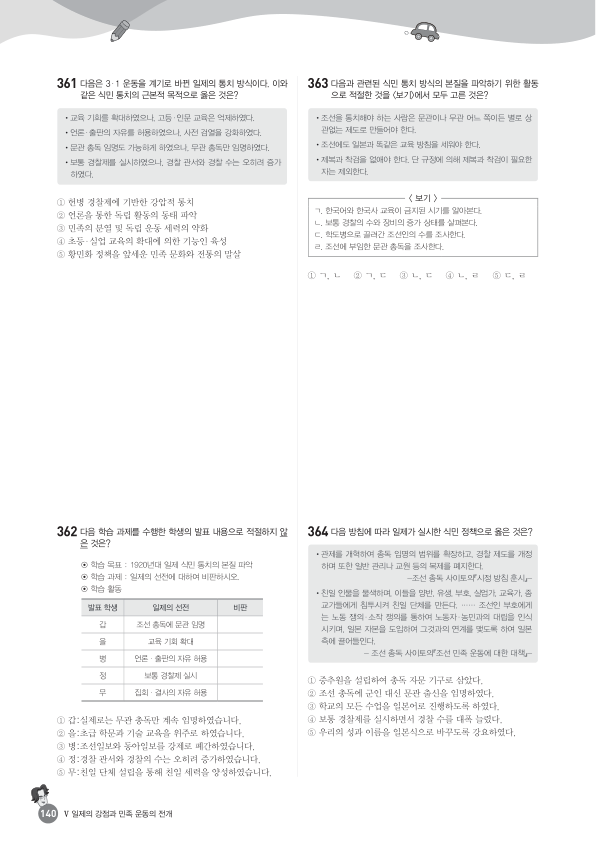 361 다음은 3·1 운동을 계기로 바뀐 일제의 통치 방식이다. 이와
같은 식민 통치의 근본적 목적으로 옳은 것은?
• 교육 기회를 확대하였으나, 고등·인문 교육은 억제하였다.
• 언론·출판의 자유를 허용하였으나, 사전 검열을 강화하였다.
• 문관 총독 임명도 가능하게 하였으나, 무관 총독만 임명하였다.
• 보통 경찰제를 실시하였으나, 경찰 관서와 경찰 수는 오히려 증가
하였다.
① 헌병 경찰제에 기반한 강압적 통치
② 언론을 통한 독립 활동의 동태 파악
③ 민족의 분열 및 독립 운동 세력의 약화
④ 초등·실업 교육의 확대에 의한 기능인 육성
⑤ 황민화 정책을 앞세운 민족 문화와 전통의 말살
362 다음 학습 과제를 수행한 학생의 발표 내용으로 적절하지 않
은 것은?
⊙ 학습 목표 : 1920년대 일제 식민 통치의 본질 파악
⊙ 학습 과제 : 일제의 선전에 대하여 비판하시오.
⊙ 학습 활동
발표 학생 일제의 선전 비판
갑 조선 총독에 문관 임명
을 교육 기회 확대
병 언론·출판의 자유 허용
정 보통 경찰제 실시
무 집회·결사의 자유 허용
① 갑:실제로는 무관 총독만 계속 임명하였습니다.
② 을:초급 학문과 기술 교육을 위주로 하였습니다.
③ 병:조선일보와 동아일보를 강제로 폐간하였습니다.
④ 정:경찰 관서와 경찰의 수는 오히려 증가하였습니다.
⑤ 무:친일 단체 설립을 통해 친일 세력을 양성하였습니다.
363 다음과 관련된 식민 통치 방식의 본질을 파악하기 위한 활동
으로 적절한 것을 〈보기〉에서 모두 고른 것은?
• 조선을 통치해야 하는 사람은 문관이나 무관 어느 쪽이든 별로 상
관없는 제도로 만들어야 한다.
• 조선에도 일본과 똑같은 교육 방침을 세워야 한다.
• 제복과 착검을 없애야 한다. 단 규정에 의해 제복과 착검이 필요한
자는 제외한다.
〈 보기 〉
ㄱ. 한국어와 한국사 교육이 금지된 시기를 알아본다.
ㄴ. 보통 경찰의 수와 장비의 증가 상태를 살펴본다.
ㄷ. 학도병으로 끌려간 조선인의 수를 조사한다.
ㄹ. 조선에 부임한 문관 총독을 조사한다.
① ㄱ, ㄴ ② ㄱ, ㄷ ③ ㄴ, ㄷ ④ ㄴ, ㄹ ⑤ ㄷ, ㄹ
364 다음 방침에 따라 일제가 실시한 식민 정책으로 옳은 것은?
• 관제를 개혁하여 총독 임명의 범위를 확장하고, 경찰 제도를 개정
하며 또한 일반 관리나 교원 등의 복제를 폐지한다.
-조선 총독 사이토의『시정 방침 훈시』-
• 친일 인물을 물색하며, 이들을 양반, 유생, 부호, 실업가, 교육가, 종
교가들에게 침투시켜 친일 단체를 만든다. …… 조선인 부호에게
는 노동 쟁의·소작 쟁의를 통하여 노동자·농민과의 대립을 인식
시키며, 일본 자본을 도입하여 그것과의 연계를 맺도록 하여 일본
측에 끌어들인다.
- 조선 총독 사이토의『조선 민족 운동에 대한 대책』-
① 중추원을 설립하여 총독 자문 기구로 삼았다.
② 조선 총독에 군인 대신 문관 출신을 임명하였다.
③ 학교의 모든 수업을 일본어로 진행하도록 하였다.
④ 보통 경찰제를 실시하면서 경찰 수를 대폭 늘렸다.
⑤ 우리의 성과 이름을 일본식으로 바꾸도록 강요하였다.
140 Ⅴ 일제의 강점과 민족 운동의 전개